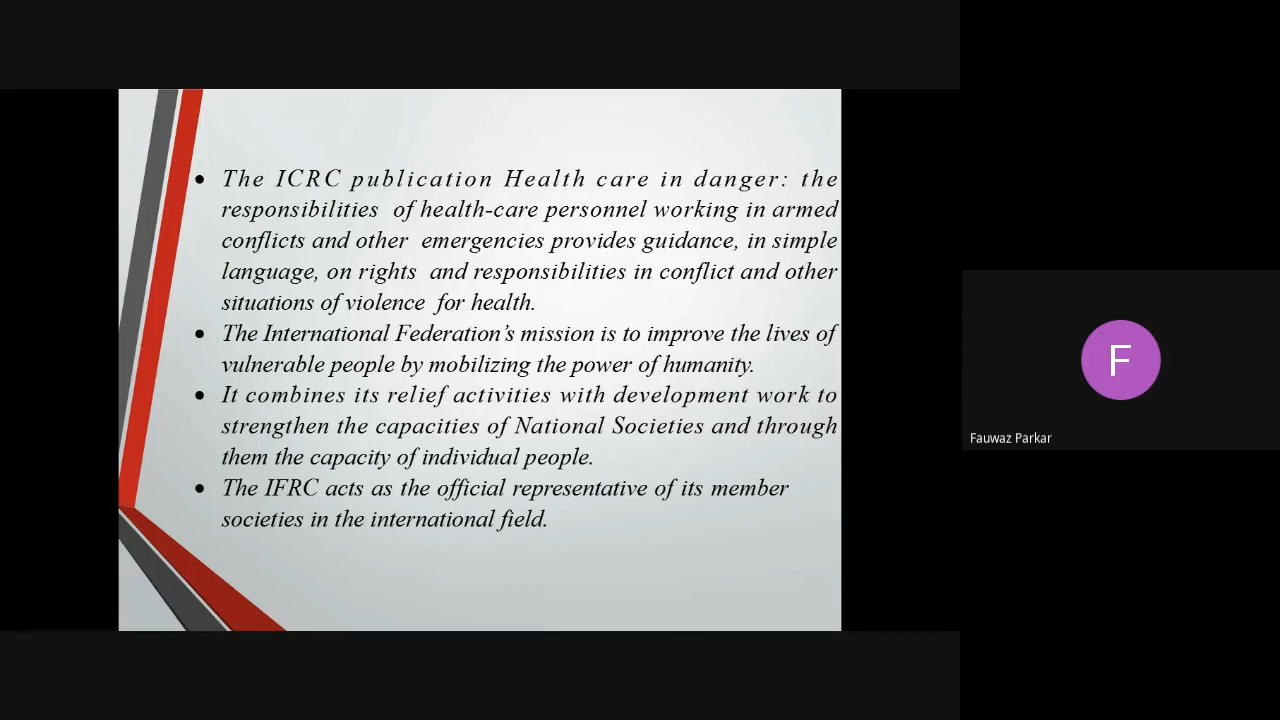 • The ICRC publication Health care in danger: the
responsibilities of health-care personnel working in armed
conflicts and other emergencies provides guidance, in simple
language, on rights and responsibilities in conflict and other
situations of violence for health.
• The International Federation’s mission is to improve the lives of
vulnerable people by mobilizing the power of humanity.
• It combines its relief activities with development work to
strengthen the capacities of National Societies and through
them the capacity of individual people.
• The IFRC acts as the official representative of its member
societies in the international field.
F
Fauwaz Parkar